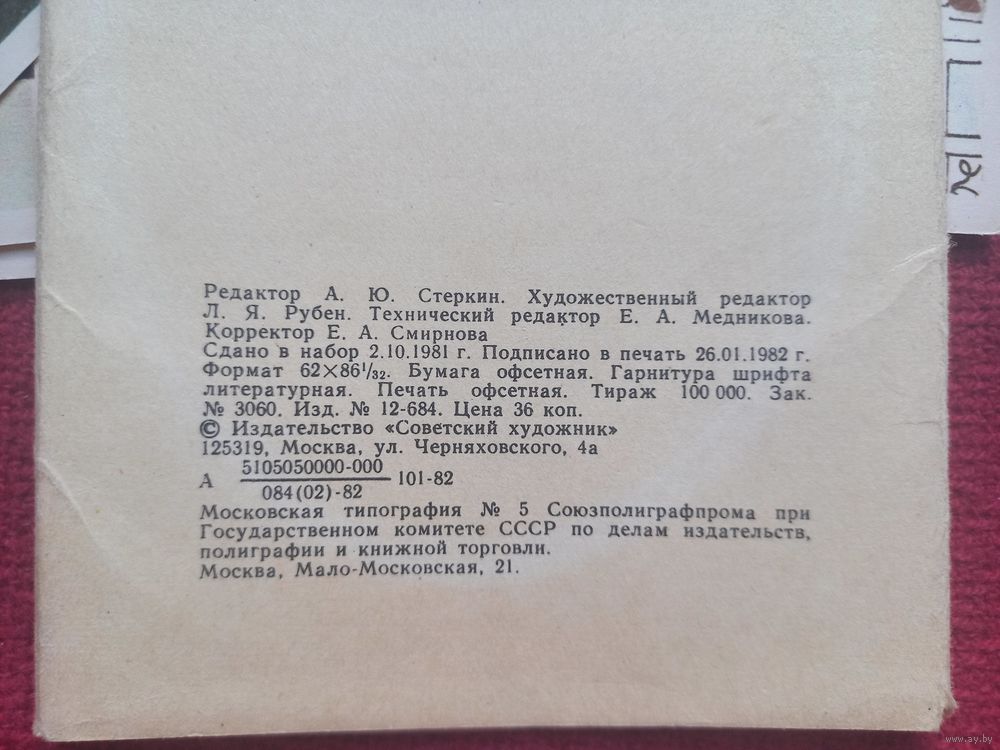 Редактор А. Ю. Стеркин. Художественный редактор
Л. Я. Рубен. Технический редактор Е. А. Медникова.
Корректор Е. А. Смирнова
Сдано в набор 2.10.1981 г. Подписано в печать 26.01.1982 г.
Формат 62×86¹/₃₂. Бумага офсетная. Гарнитура шрифта
литературная. Печать офсетная. Тираж 100 000. Зак.
№ 3060. Изд. № 12-684. Цена 36 коп.
© Издательство «Советский художник»
125319, Москва, ул. Черняховского, 4а
5105050000-000
А 101-82
084(02)-82
Московская типография № 5 Союзполиграфпрома при
Государственном комитете СССР по делам издательств,
полиграфии и книжной торговли.
Москва, Мало-Московская, 21.
www.ay.by